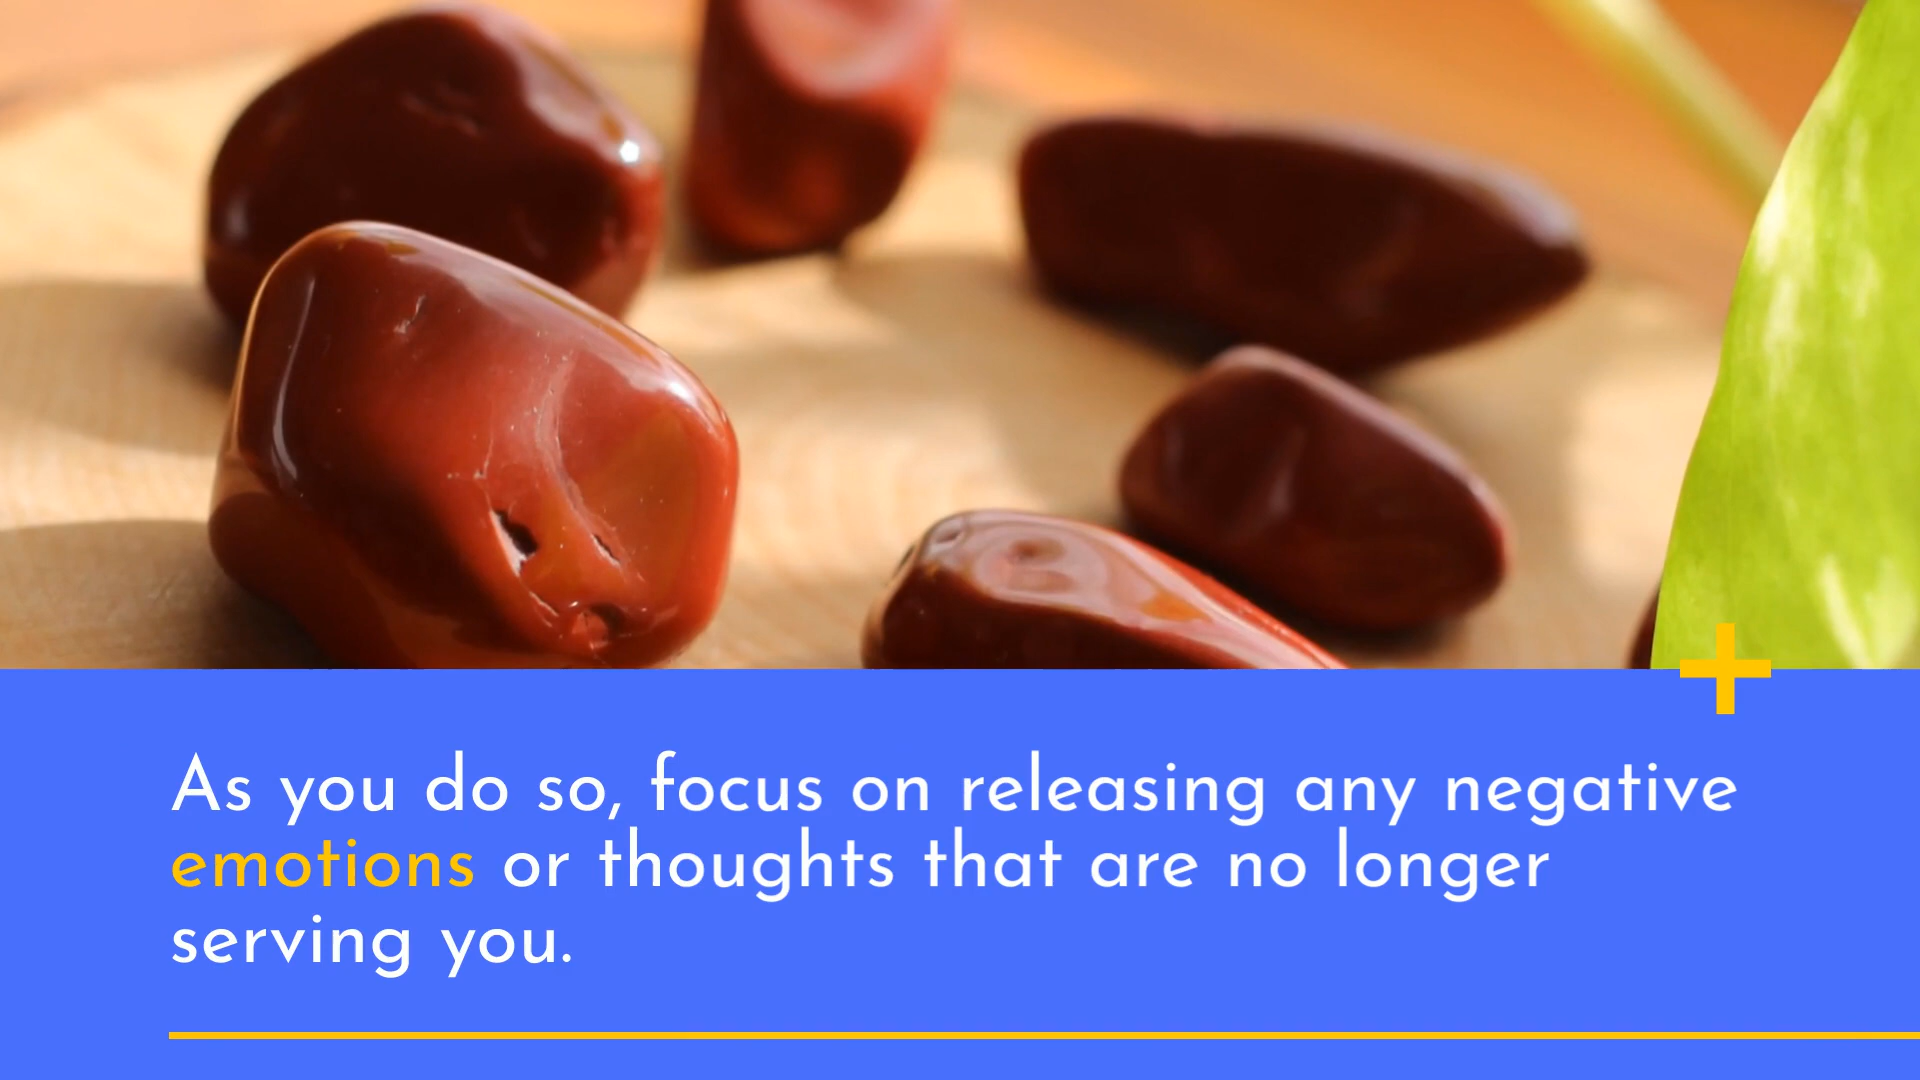 As you do so, focus on releasing any negative
emotions or thoughts that are no longer
serving you.